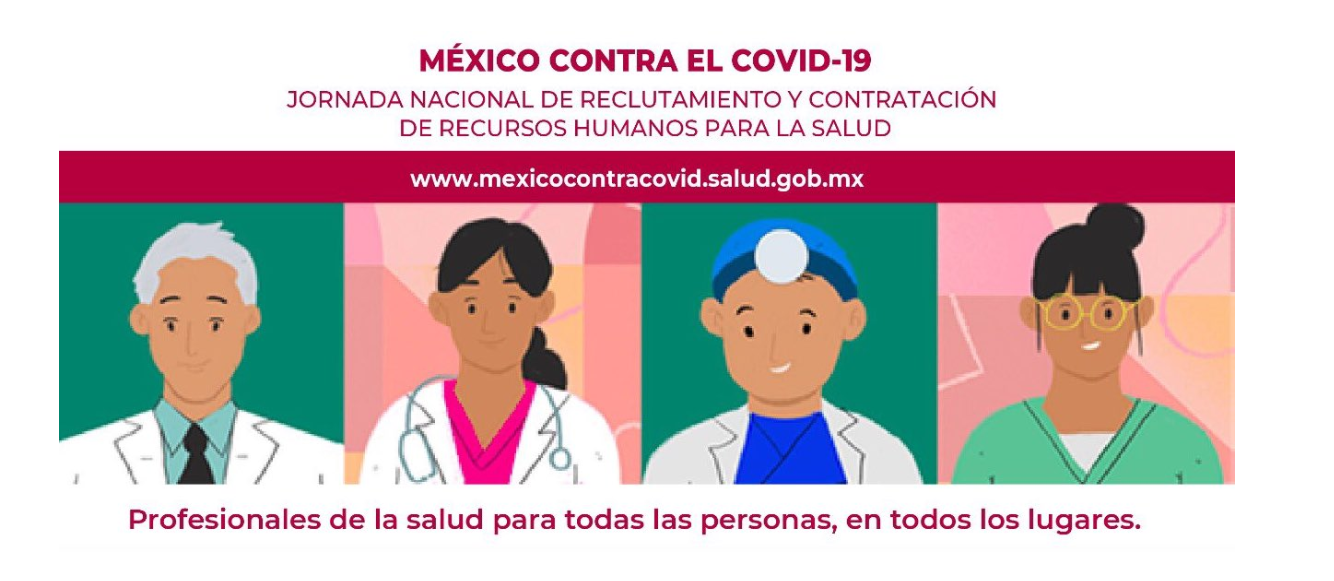 MÉXICO CONTRA EL COVID-19
JORNADA NACIONAL DE RECLUTAMIENTO Y CONTRATACIÓN
DE RECURSOS HUMANOS PARA LA SALUD
www.mexicocontracovid.salud.gob.mx
Profesionales de la salud para todas las personas, en todos los lugares.